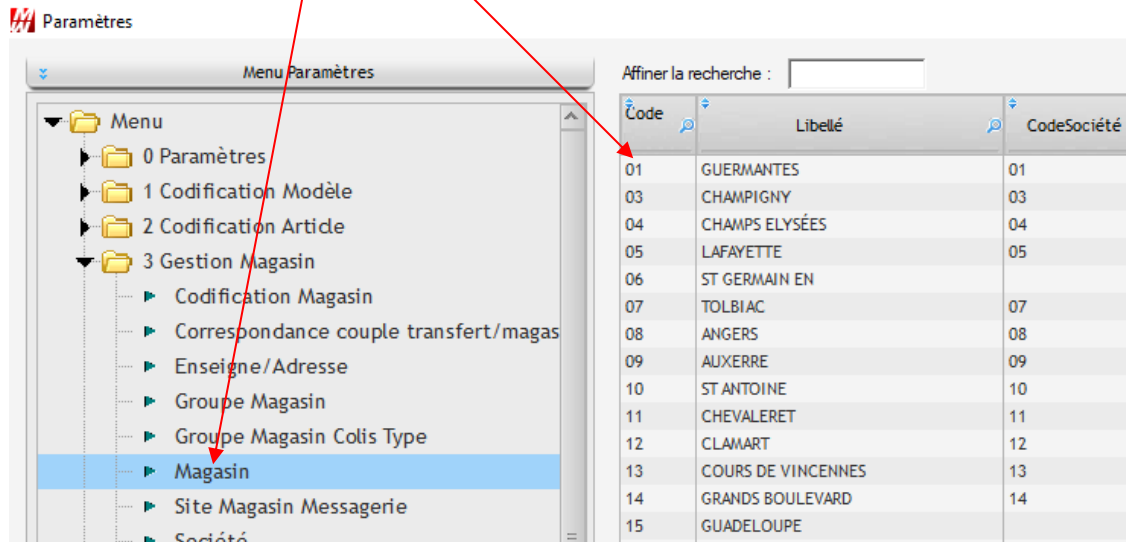 Paramètres
Menu Paramètres
Menu
0 Paramètres
1 Codification Modèle
2 Codification Article
3 Gestion Magasin
Codification Magasin
Correspondance couple transfert/magas
Enseigne/Adresse
Groupe Magasin
Groupe Magasin Colis Type
Magasin
Site Magasin Messagerie
Société
Affiner la recherche :
Code Libellé CodeSociété
01 GUERMANTES 01
03 CHAMPIGNY 03
04 CHAMPS ELYSÉES 04
05 LAFAYETTE 05
06 ST GERMAIN EN
07 TOLBIAC 07
08 ANGERS 08
09 AUXERRE 09
10 ST ANTOINE 10
11 CHEVALERET 11
12 CLAMART 12
13 COURS DE VINCENNES 13
14 GRANDS BOULEVARD 14
15 GUADELOUPE